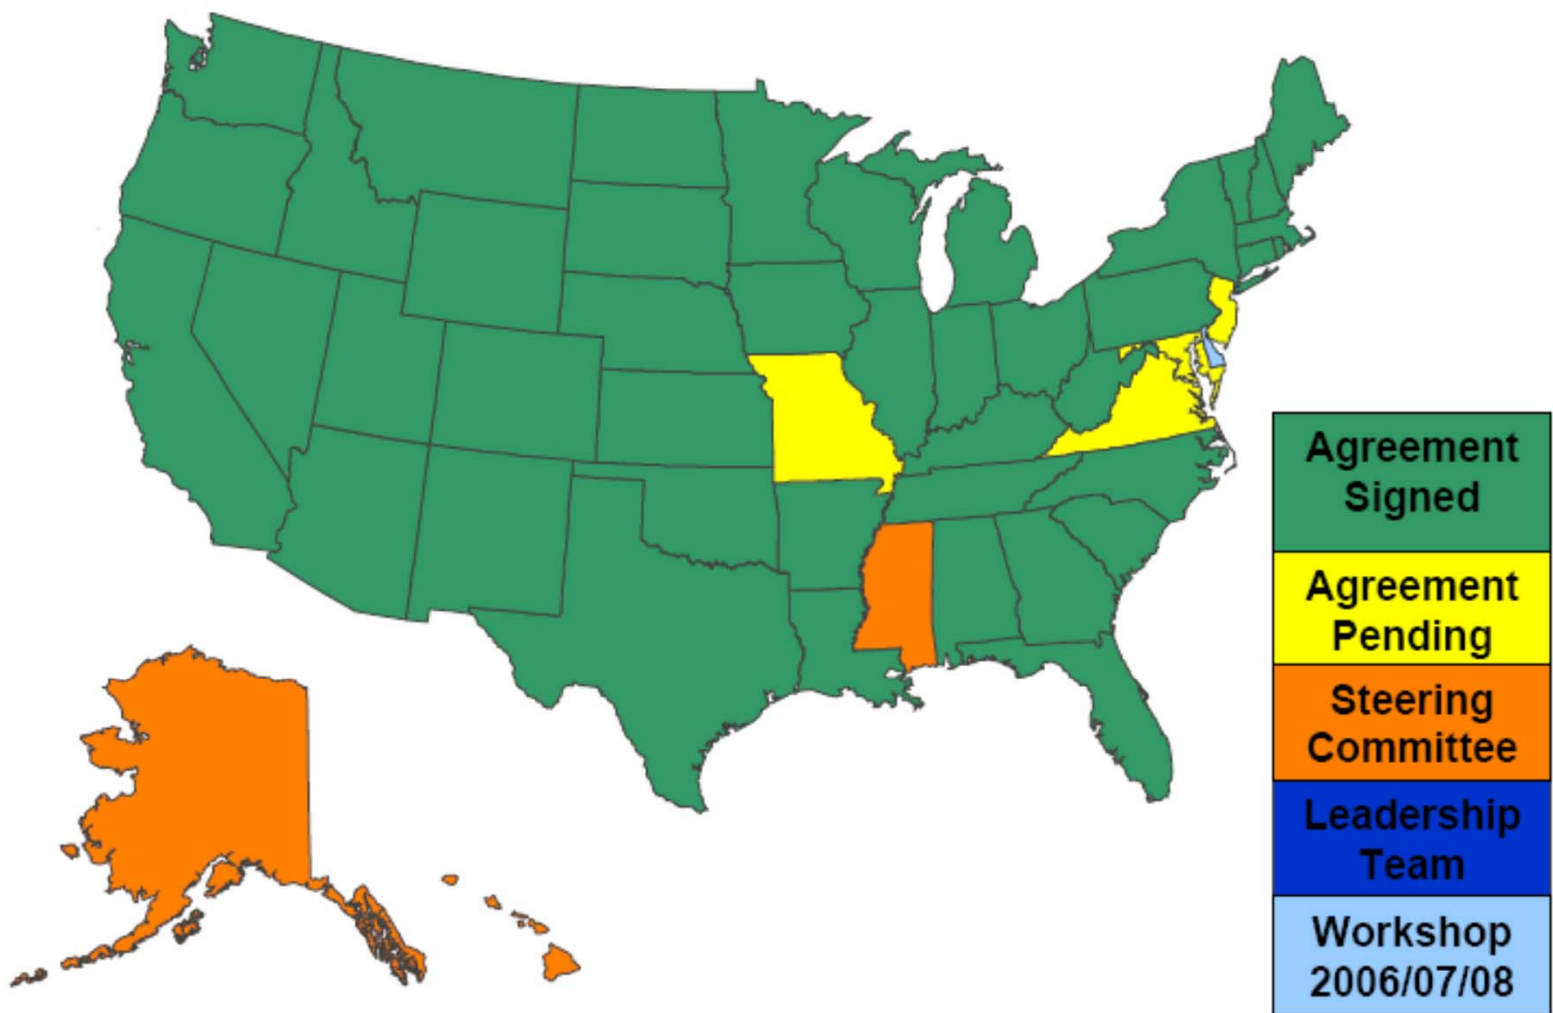 Agreement
Signed
Agreement
Pending
Steering
Committee
Leadership
Team
Workshop
2006/07/08